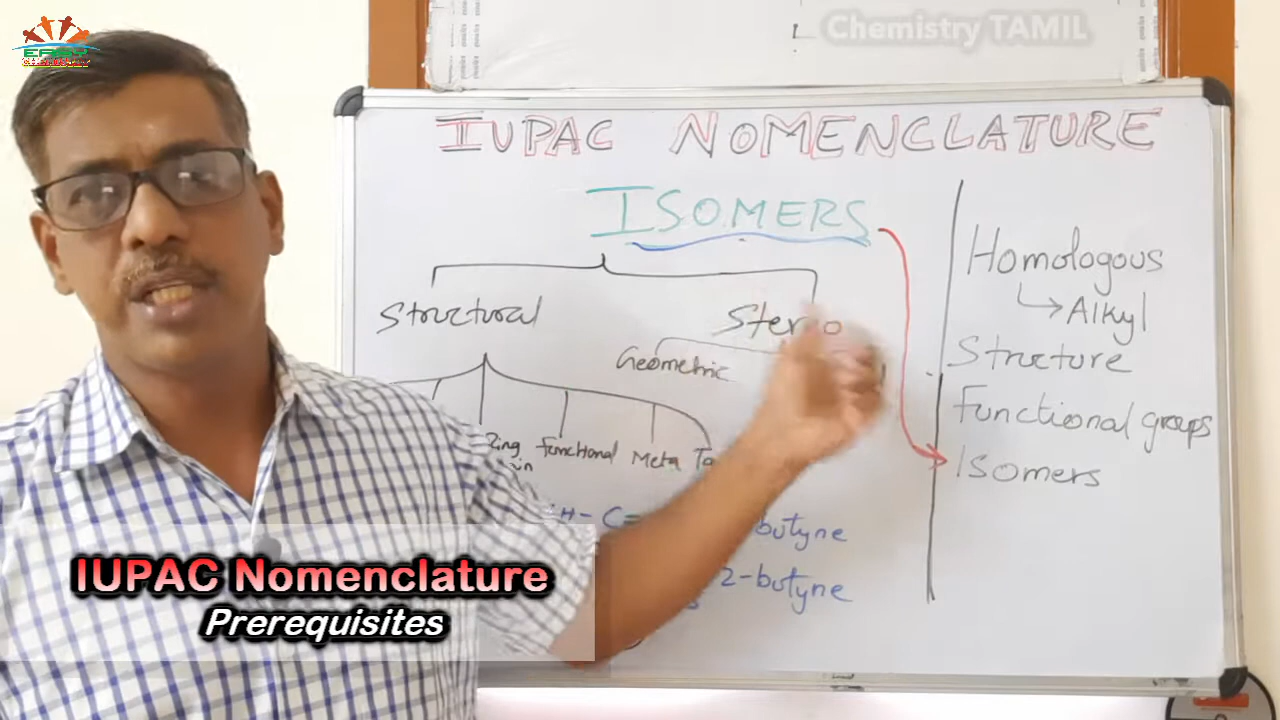 EASY
Chemistry TAMIL
IUPAC NOMENCLATURE
ISOMERS
Structural
Geometric
Functional Meta
butyne
2-butyne
Homologous
Alkyl
Structure
Functional groups
Isomers
IUPAC Nomenclature
Prerequisites